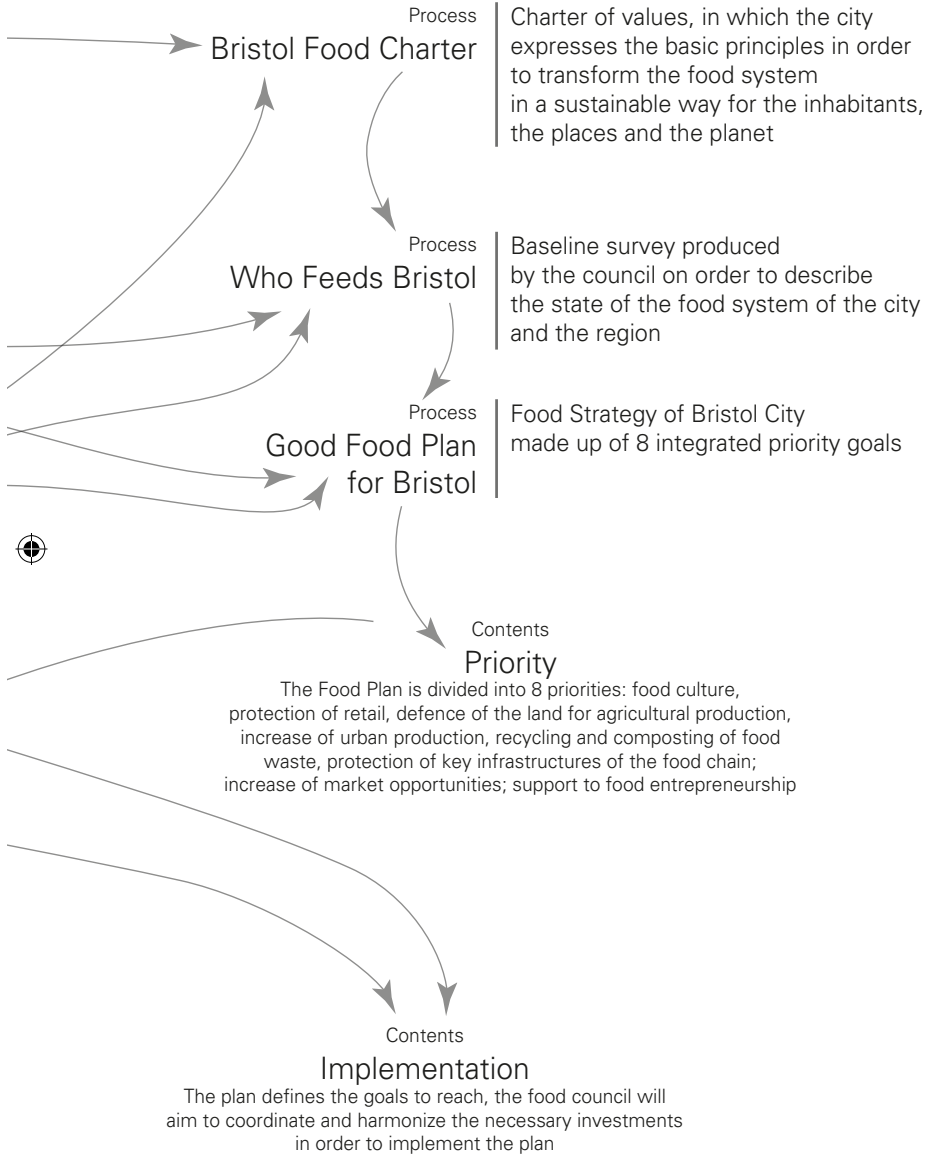 Process
Bristol Food Charter
Charter of values, in which the city
expresses the basic principles in order
to transform the food system
in a sustainable way for the inhabitants,
the places and the planet
Process
Who Feeds Bristol
Baseline survey produced
by the council on order to describe
the state of the food system of the city
and the region
Process
Good Food Plan
for Bristol
Food Strategy of Bristol City
made up of 8 integrated priority goals
Contents
Priority
The Food Plan is divided into 8 priorities: food culture,
protection of retail, defence of the land for agricultural production,
increase of urban production, recycling and composting of food
waste, protection of key infrastructures of the food chain;
increase of market opportunities; support to food entrepreneurship
Contents
Implementation
The plan defines the goals to reach, the food council will
aim to coordinate and harmonize the necessary investments
in order to implement the plan